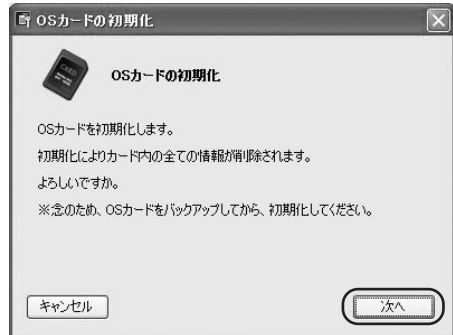 OSカードの初期化
OSカードの初期化
OSカードを初期化します。
初期化によりカード内の全ての情報が削除されます。
よろしいですか。
※念のため、OSカードをバックアップしてから、初期化してください。
キャンセル
次へ